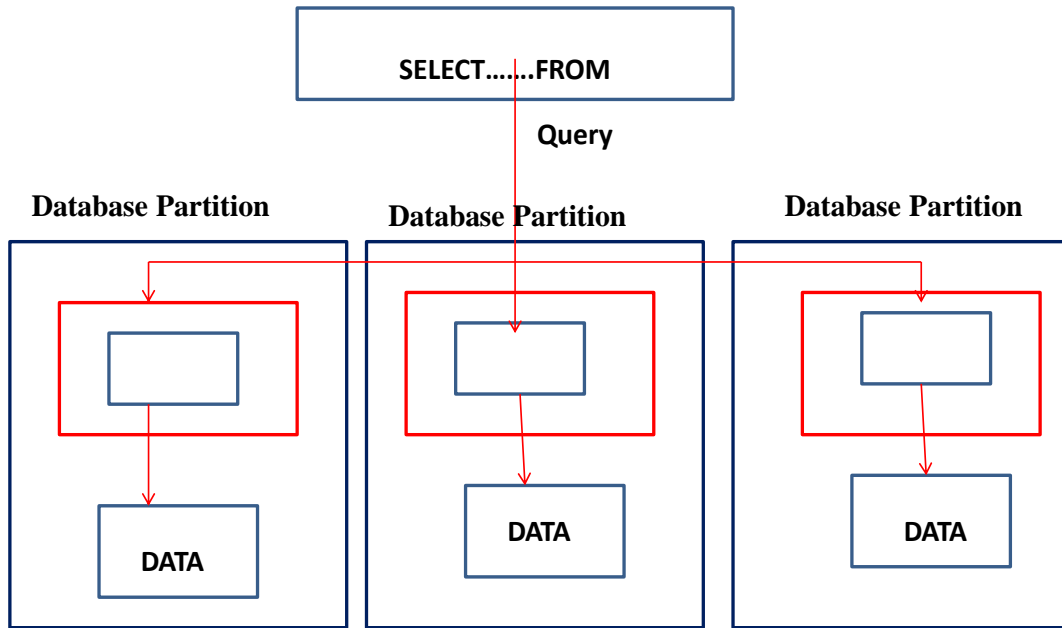 SELECT…….FROM
Query
Database Partition
Database Partition
Database Partition
DATA
DATA
DATA